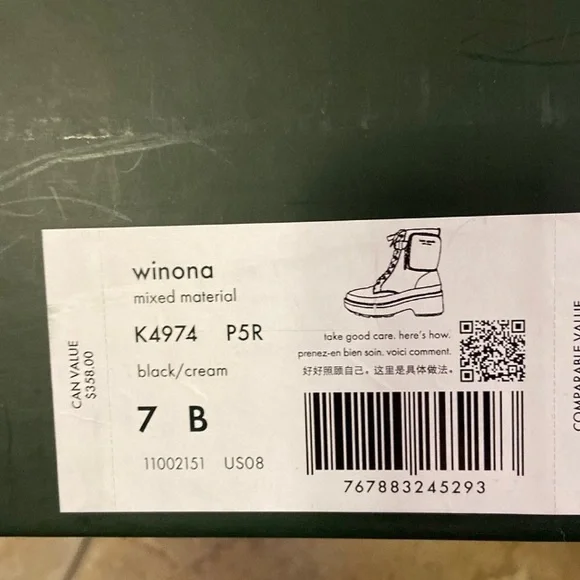 CAN VALUE
$358.00
winona
mixed material
K4974 P5R
black/cream
7 B
11002151 US08
take good care. here's how.
prenez-en bien soin. voici comment.
好好照顾自己。这里是具体做法。
767883245293
COMPARABLE VALUE